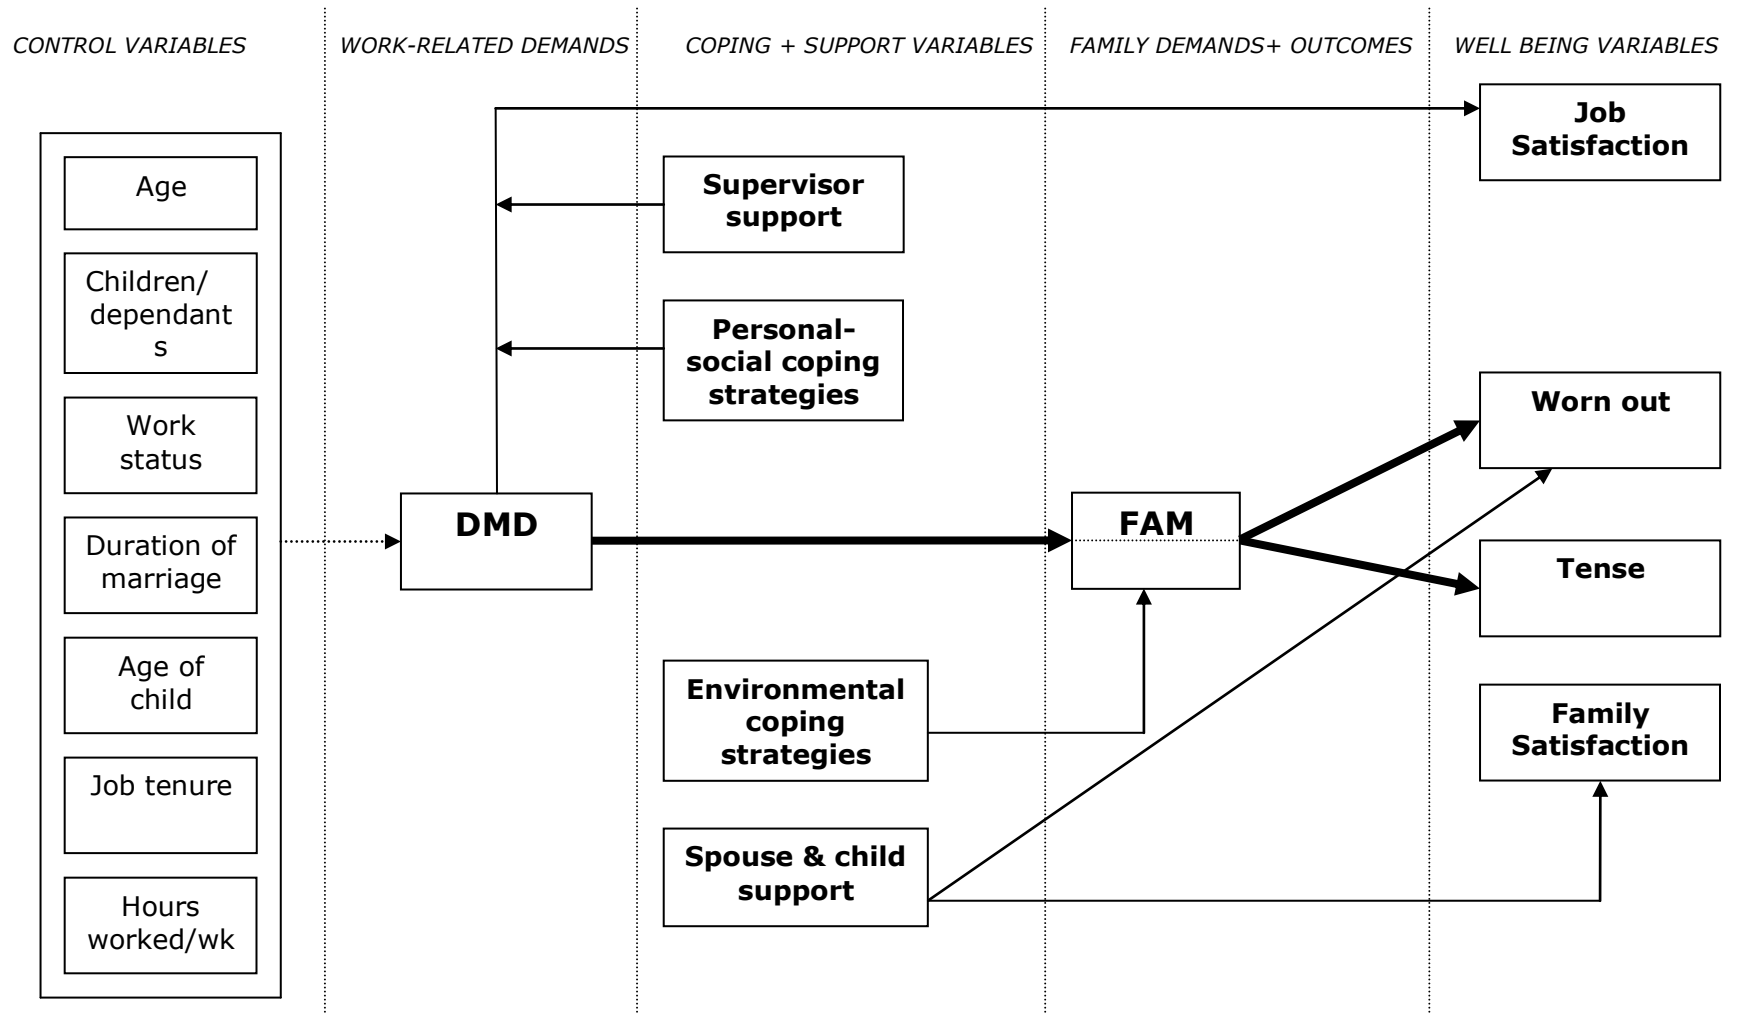 CONTROL VARIABLES
WORK-RELATED DEMANDS
COPING + SUPPORT VARIABLES
FAMILY DEMANDS+ OUTCOMES
WELL BEING VARIABLES
Age
Children/
dependant
s
Work
status
Duration of
marriage
Age of
child
Job tenure
Hours
worked/wk
DMD
Supervisor
support
Personal-
social coping
strategies
Environmental
coping
strategies
Spouse & child
support
FAM
Job
Satisfaction
Worn out
Tense
Family
Satisfaction